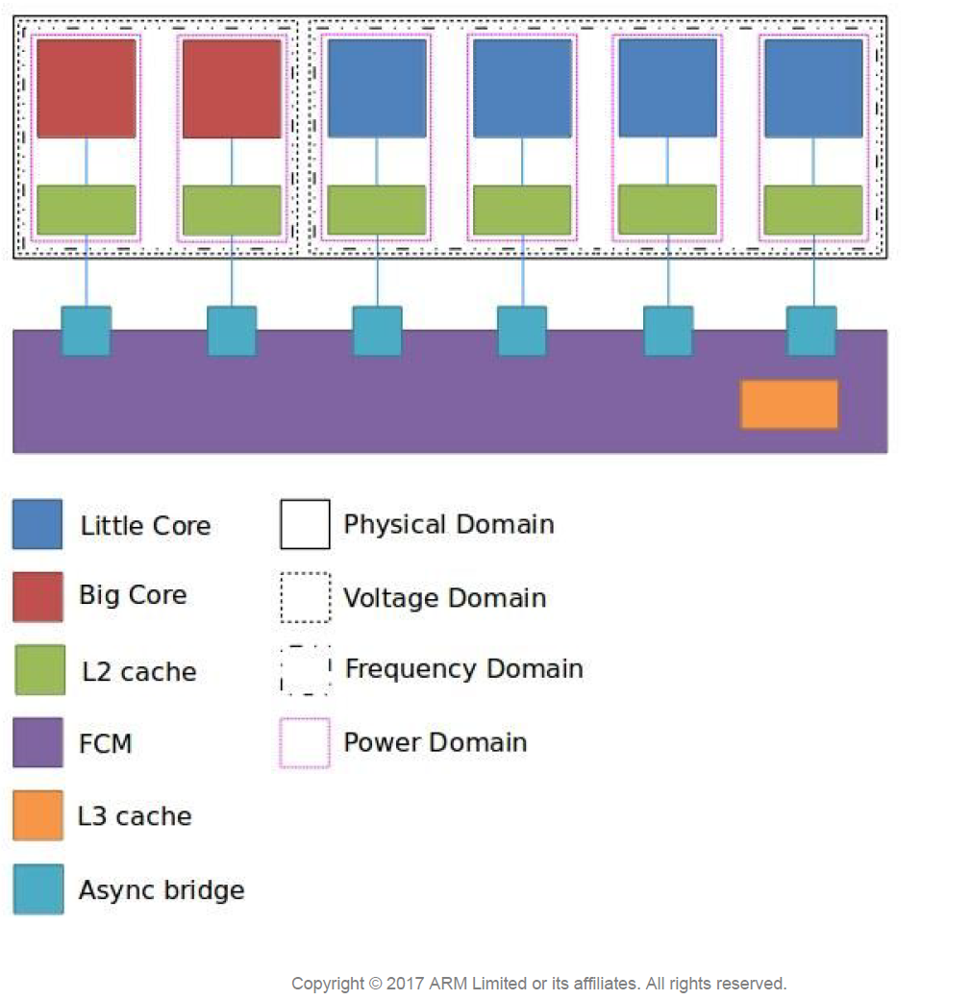 Little Core
Physical Domain
Big Core
Voltage Domain
L2 cache
Frequency Domain
FCM
Power Domain
L3 cache
Async bridge
Copyright © 2017 ARM Limited or its affiliates. All rights reserved.